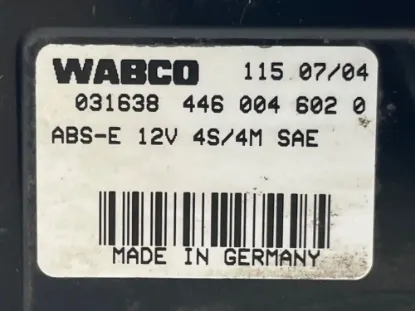 WABCO 115 07/04
031638 446 004 602 0
ABS-E 12V 4S/4M SAE
MADE IN GERMANY